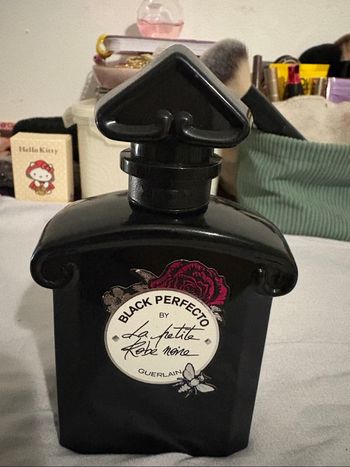 Hello Kitty
BLACK PERFECTO
BY
La petite
Robe noire
GUERLAIN